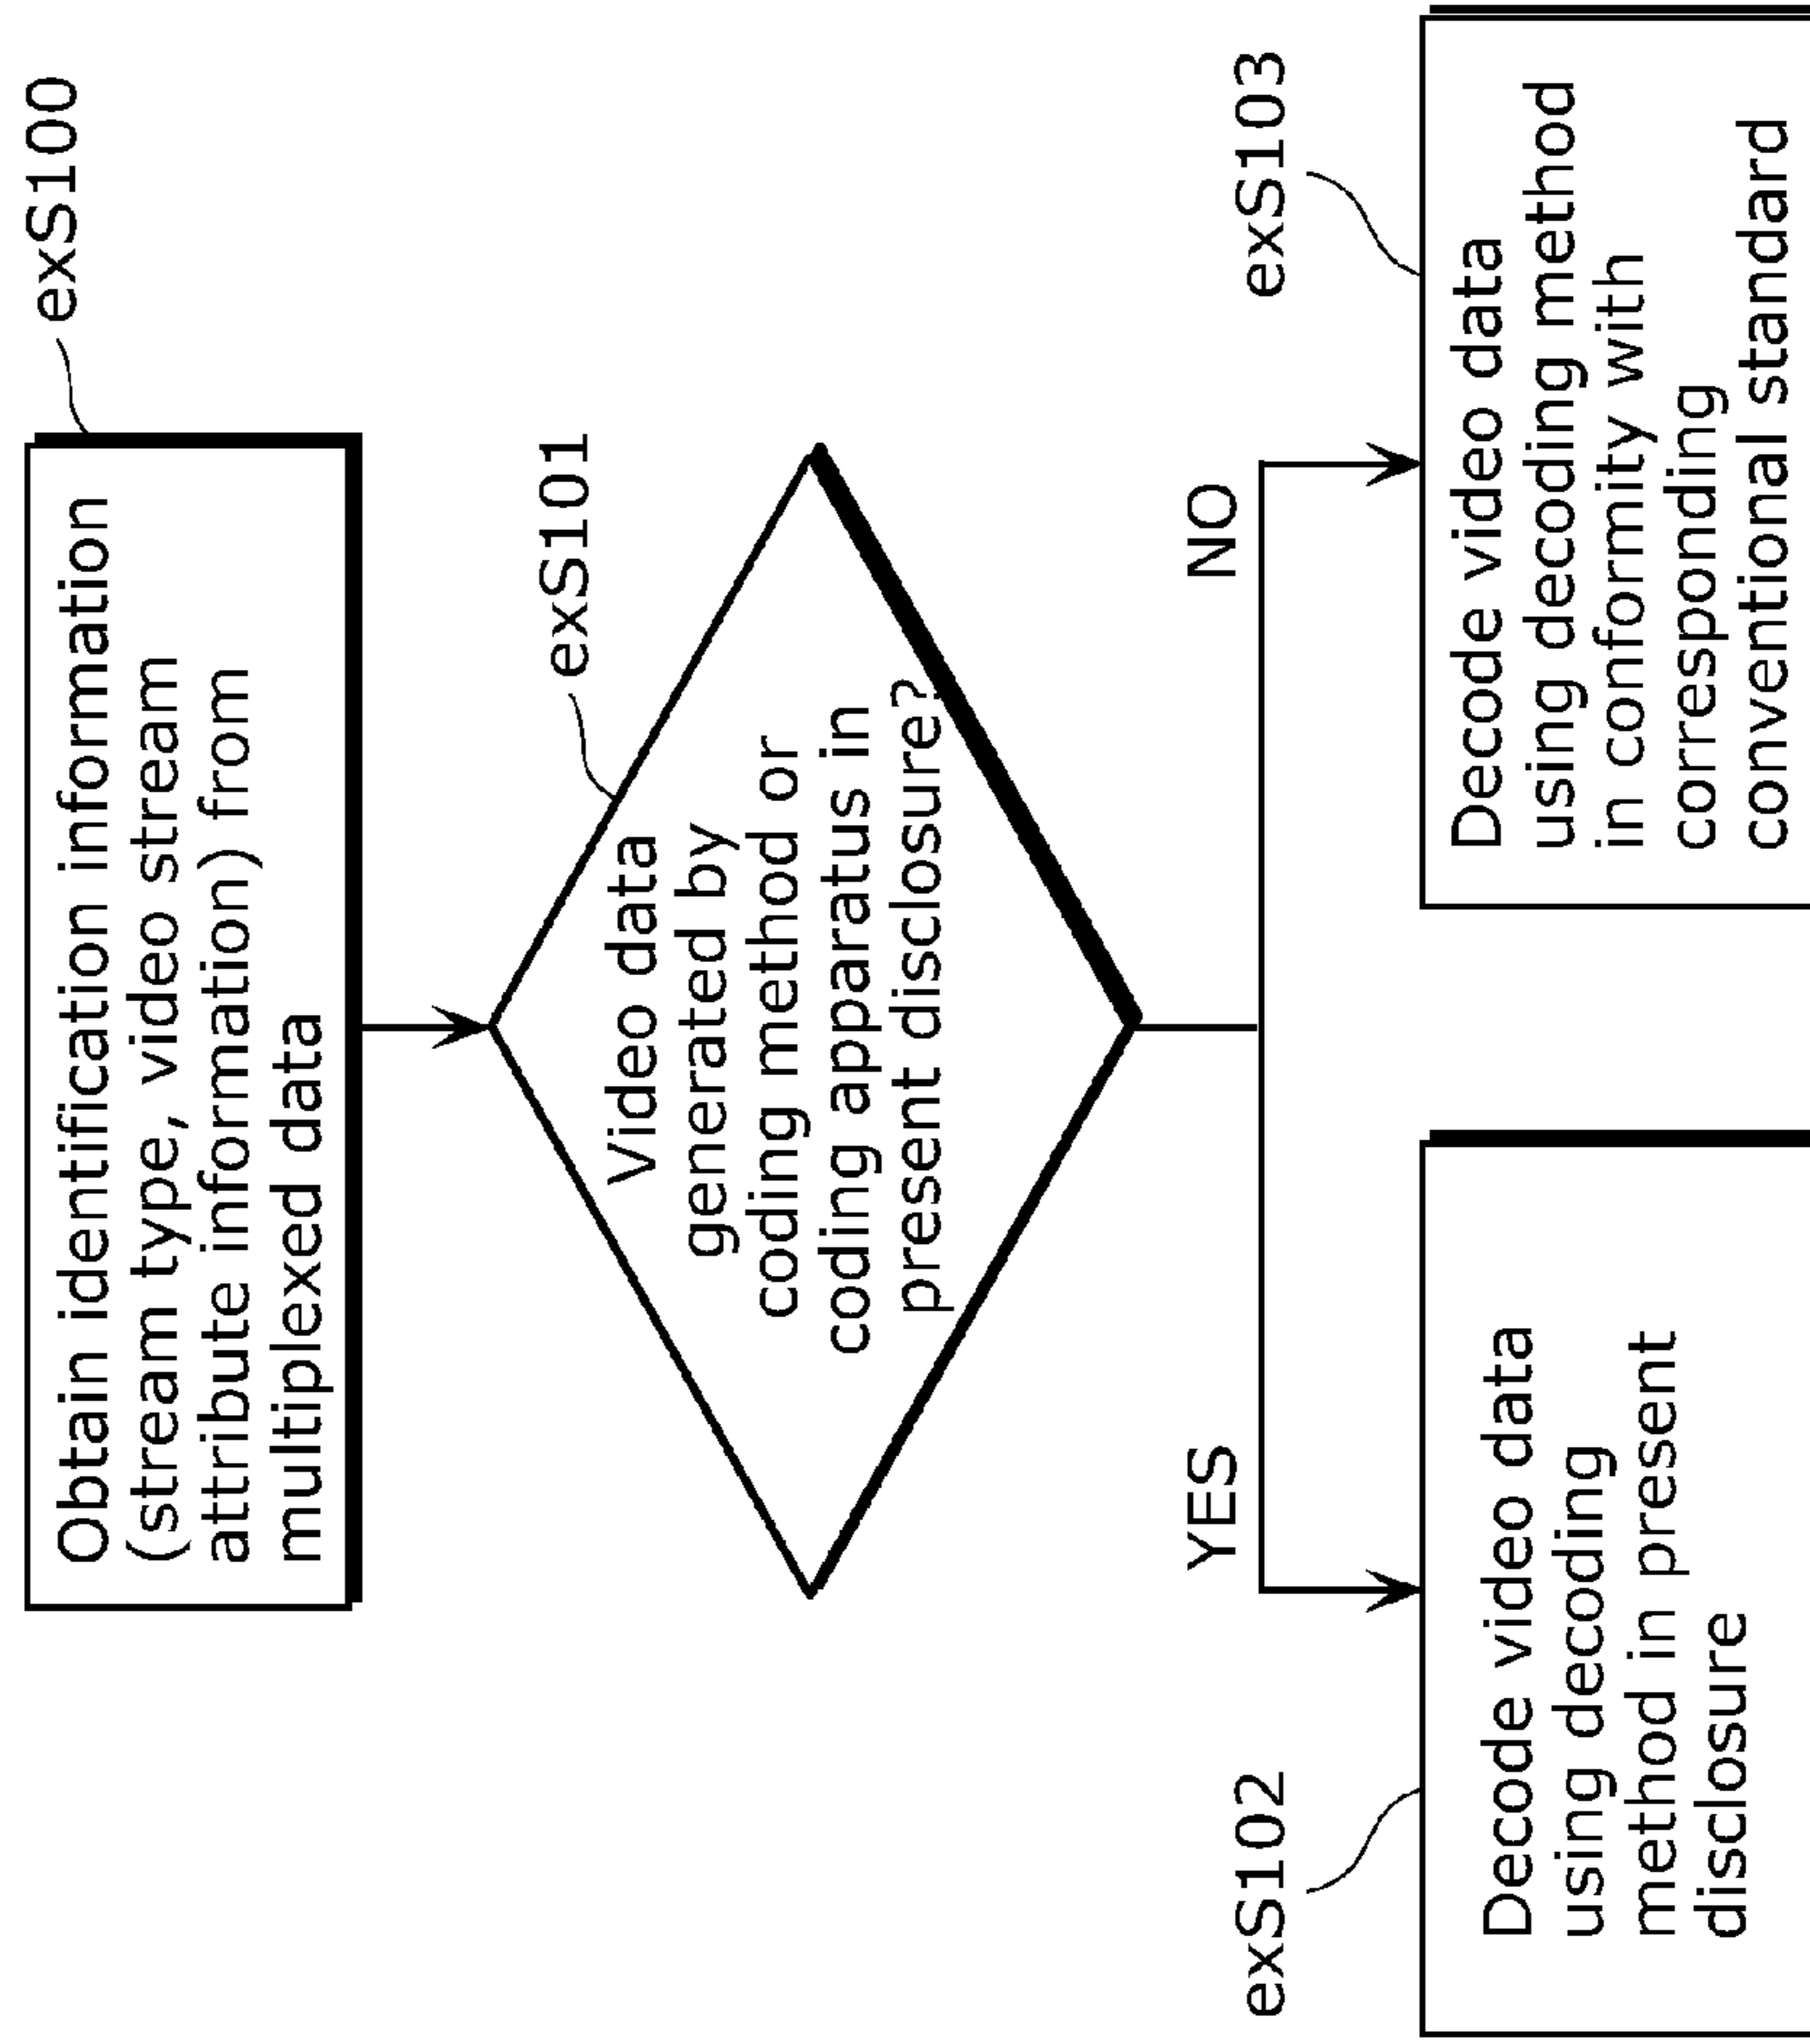 exS100
Obtain identification information
(stream type, video stream
attribute information) from
multiplexed data
exS101
Video data
generated by
coding method or
coding apparatus in
present disclosure?
YES
NO
exS102
Decode video data
using decoding
method in present
disclosure
exS103
Decode video data
using decoding method
in conformity with
corresponding
conventional standard